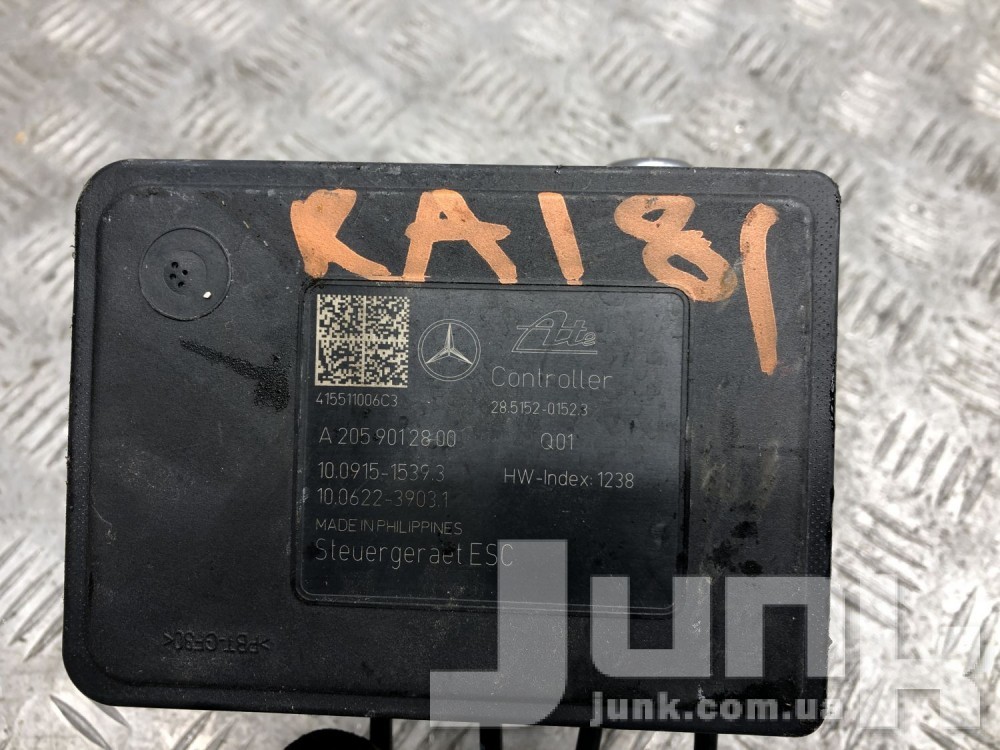 RA181
Ate
Controller
415511006C3
28.5152-0152.3
A 205 901 28 00
Q01
10.0915-1539.3
HW-Index: 1238
10.0622-3903.1
MADE IN PHILIPPINES
Steuergeraet ESC
>PBT-GF30<
junk
junk.com.ua